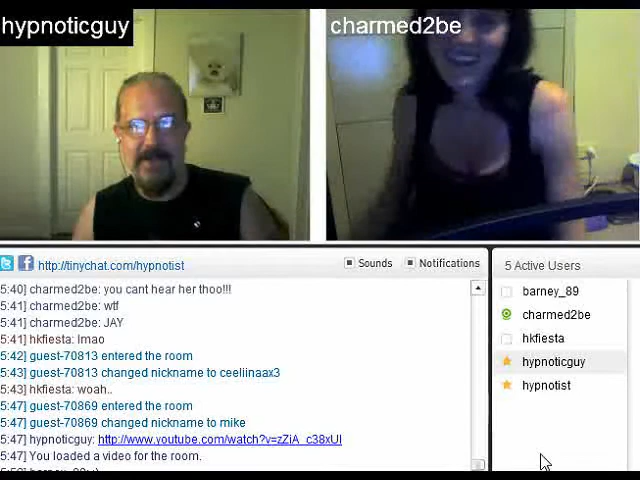 hypnoticguy
charmed2be
http://tinychat.com/hypnotist
Sounds
Notifications
5:40] charmed2be: you cant hear her thoo!!!
5:41] charmed2be: wtf
5:41] charmed2be: JAY
5:41] hkfiesta: lmao
5:42] guest-70813 entered the room
5:43] guest-70813 changed nickname to ceeliinaax3
5:43] hkfiesta: woah..
5:47] guest-70869 entered the room
5:47] guest-70869 changed nickname to mike
5:47] hypnoticguy: http://www.youtube.com/watch?v=zZiA_c38xUI
5:47] You loaded a video for the room.
5 Active Users
barney_89
charmed2be
hkfiesta
hypnoticguy
hypnotist